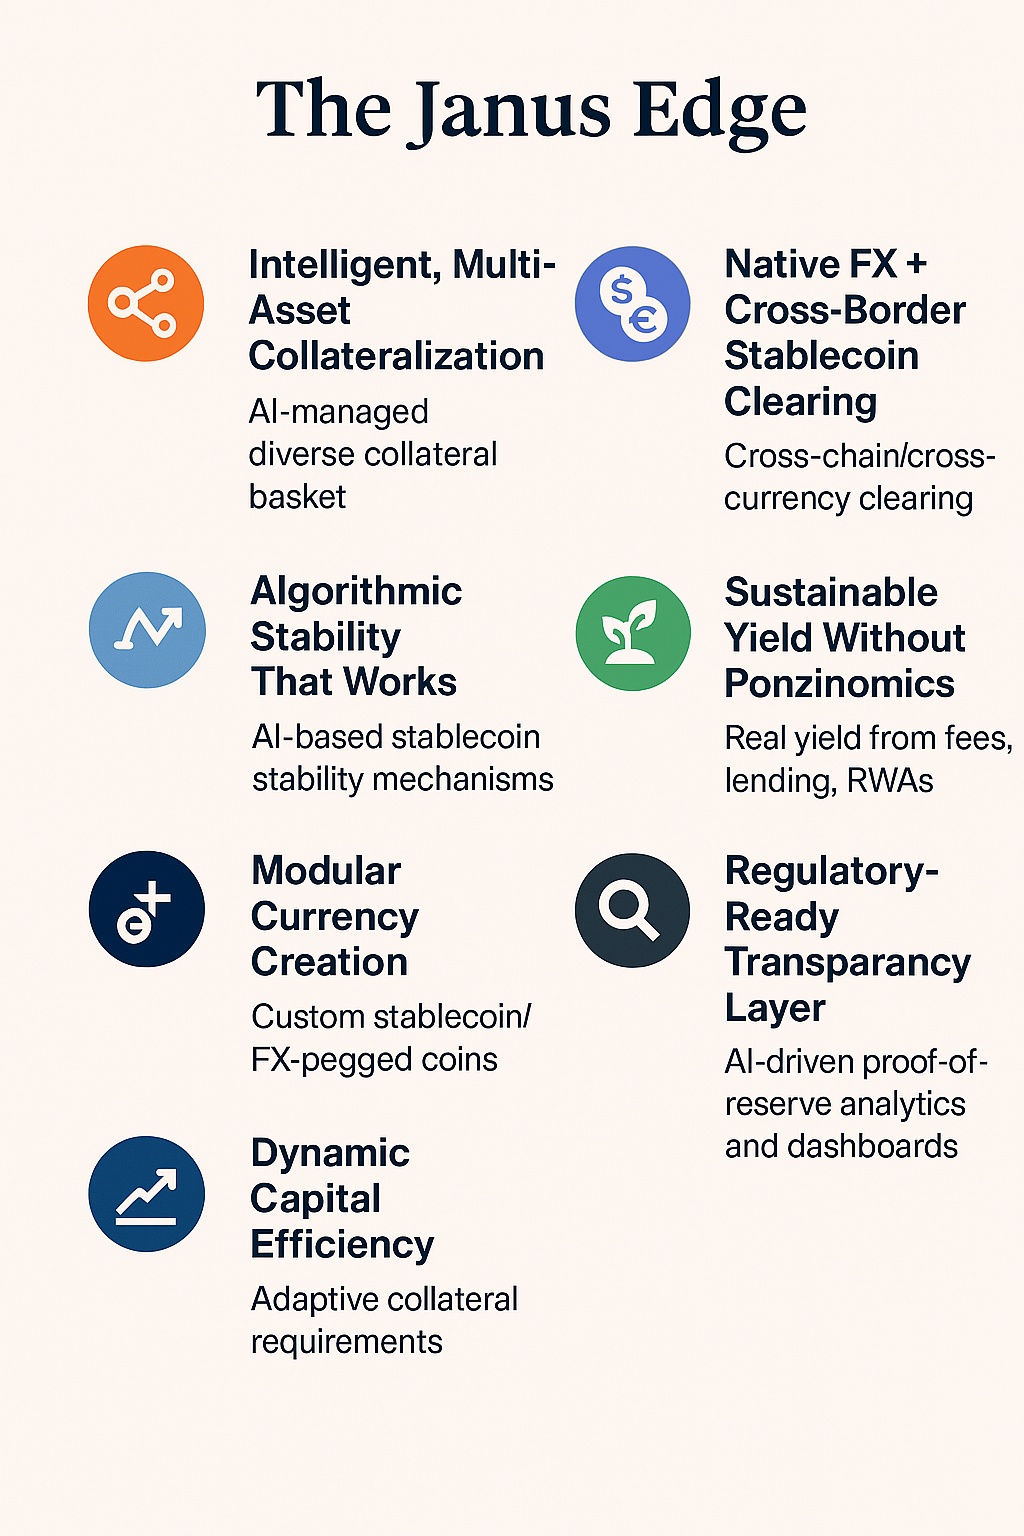 The Janus Edge
Intelligent, Multi-
Asset
Collateralization
AI-managed
diverse collateral
basket
Native FX +
Cross-Border
Stablecoin
Clearing
Cross-chain/cross-
currency clearing
Algorithmic
Stability
That Works
AI-based stablecoin
stability mechanisms
Sustainable
Yield Without
Ponzinomics
Real yield from fees,
lending, RWAs
Modular
Currency
Creation
Custom stablecoin/
FX-pegged coins
Regulatory-
Ready
Transparancy
Layer
AI-driven proof-of-
reserve analytics
and dashboards
Dynamic
Capital
Efficiency
Adaptive collateral
requirements